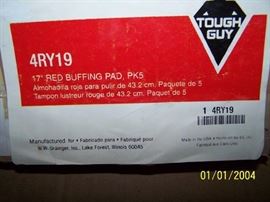 TOUGH GUY
4RY19
17" RED BUFFING PAD, PK5
Almohadilla roja para pulir de 43.2 cm. Paquete de 5
Tampon lustreur rouge de 43.2 cm. Paquet de 5
1 4RY19
Manufactured for • Fabricado para • Fabriqué pour
W.W. Grainger, Inc., Lake Forest, Illinois 60045
Made in the USA
01/01/2004